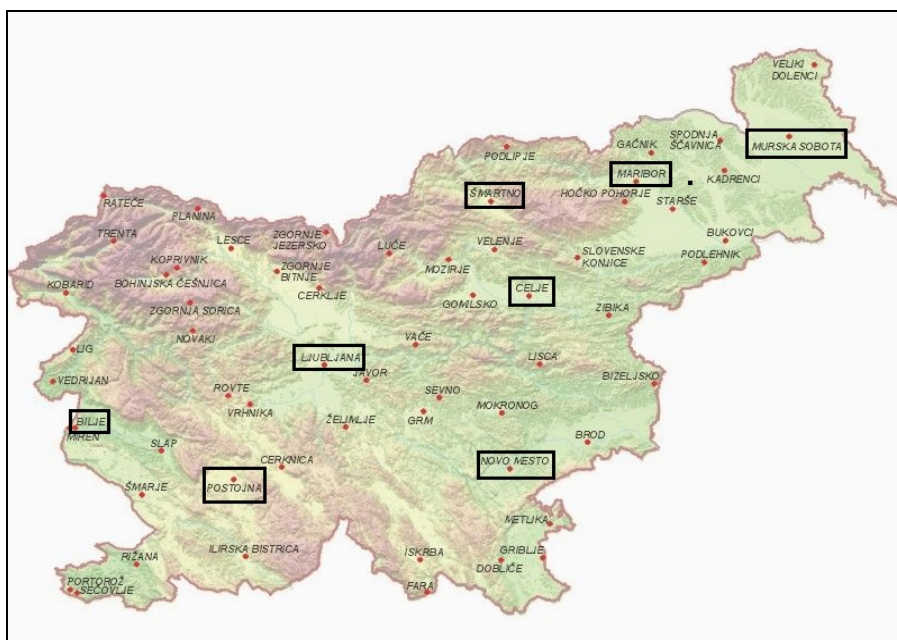 VELIKI
DOLENCI
SPODNJA
ŠČAVNICA
MURSKA SOBOTA
GAČNIK
PODLIPJE
MARIBOR
KADRENCI
ŠMARTNO
HOČKO POHORJE
STARŠE
RATEČE
PLANINA
TRENTA
LESCE
ZGORNJE
JEZERSKO
LUČE
VELENJE
BUKOVCI
SLOVENSKE
KONJICE
PODLEHNIK
KOPRIVNIK
BOHINJSKA ČEŠNJICA
ZGORNJE
BITNJE
MOZIRJE
KOBARID
CERKLJE
CELJE
GOMILSKO
ZGORNJA SORICA
ZIBIKA
NOVAKI
VAČE
LIG
LJUBLJANA
LISCA
JAVOR
VEDRIJAN
BIZELJSKO
ROVTE
SEVNO
VRHNIKA
MOKRONOG
GRM
ŽELIMLJE
BILJE
MIREN
SLAP
BROD
CERKNICA
NOVO MESTO
POSTOJNA
ŠMARJE
METLIKA
RIŽANA
ILIRSKA BISTRICA
ISKRBA
GRIBLJE
DOBLIČE
PORTOROŽ
SEČOVLJE
FARA